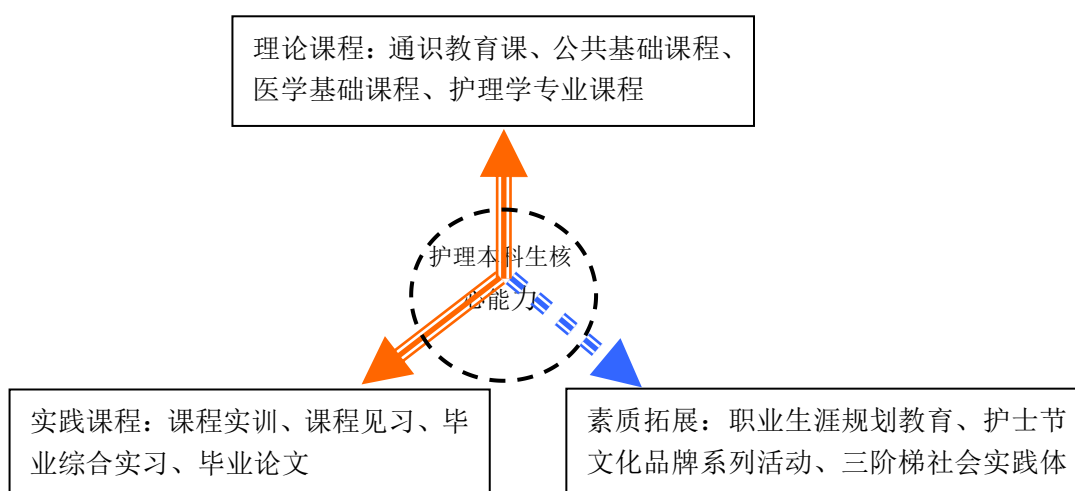 理论课程：通识教育课、公共基础课程、
医学基础课程、护理学专业课程
护理本科生核
心能力
实践课程：课程实训、课程见习、毕
业综合实习、毕业论文
素质拓展：职业生涯规划教育、护士节
文化品牌系列活动、三阶梯社会实践体